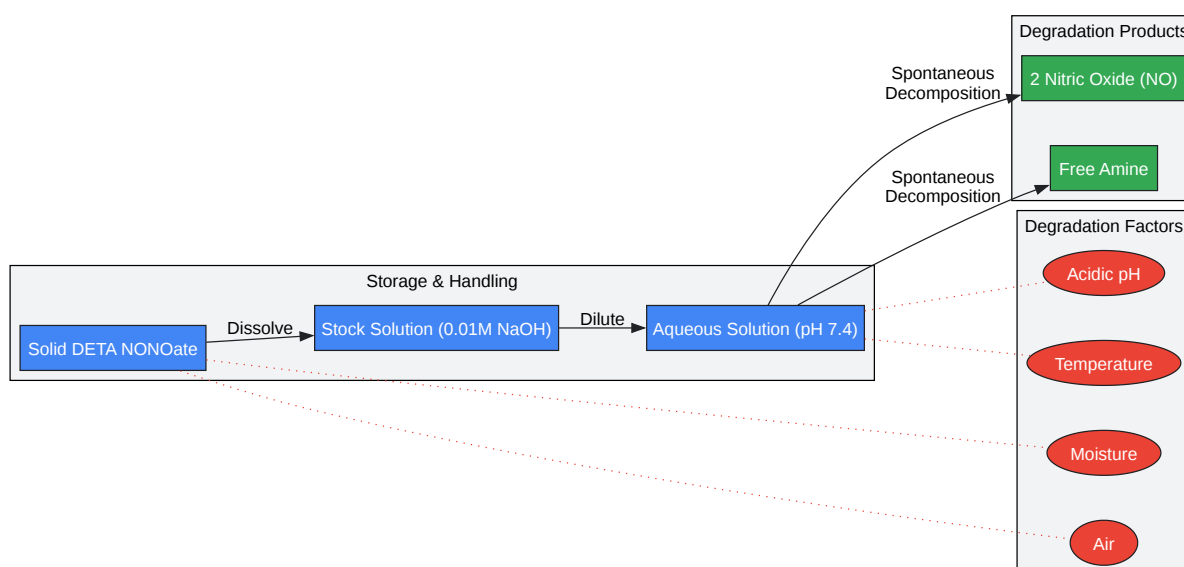 Degradation Products
2 Nitric Oxide (NO)
Spontaneous
Decomposition
Free Amine
Spontaneous
Decomposition
Degradation Factors
Acidic pH
Temperature
Moisture
Air
Storage & Handling
Solid DETA NONOate
Dissolve
Stock Solution (0.01M NaOH)
Dilute
Aqueous Solution (pH 7.4)